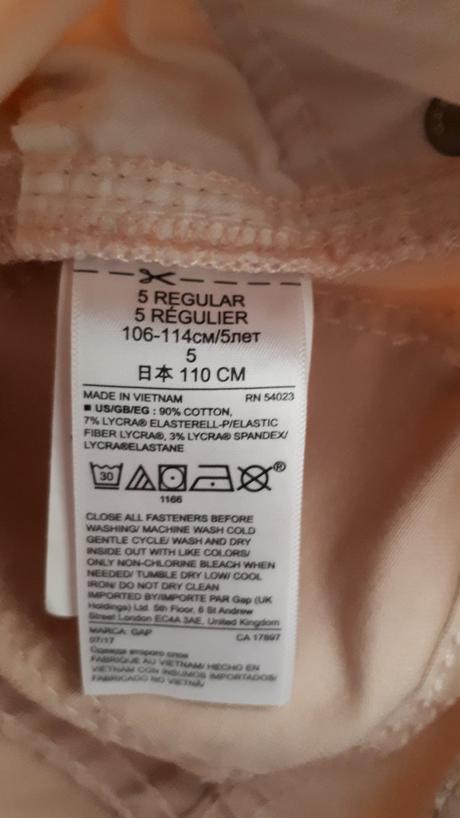 5 REGULAR
5 RÉGULIER
106-114см/5лет
5
日本 110 CM
MADE IN VIETNAM RN 54023
■ US/GB/EG : 90% COTTON,
7% LYCRA® ELASTERELL-P/ELASTIC
FIBER LYCRA®, 3% LYCRA® SPANDEX/
LYCRA®ELASTANE
30
®
1166
CLOSE ALL FASTENERS BEFORE
WASHING/ MACHINE WASH COLD
GENTLE CYCLE/ WASH AND DRY
INSIDE OUT WITH LIKE COLORS/
ONLY NON-CHLORINE BLEACH WHEN
NEEDED/ TUMBLE DRY LOW/ COOL
IRON/ DO NOT DRY CLEAN
IMPORTED BY/IMPORTE PAR Gap (UK
Holdings) Ltd. 5th Floor, 6 St Andrew
Street London EC4A 3AE, United Kingdom
MARCA: GAP CA 17897
07/17
Одежда второго слоя
FABRIQUE AU VIETNAM/ HECHO EN
VIETNAM CON INSUMOS IMPORTADOS/
FABRICADO NO VIETNÃ/